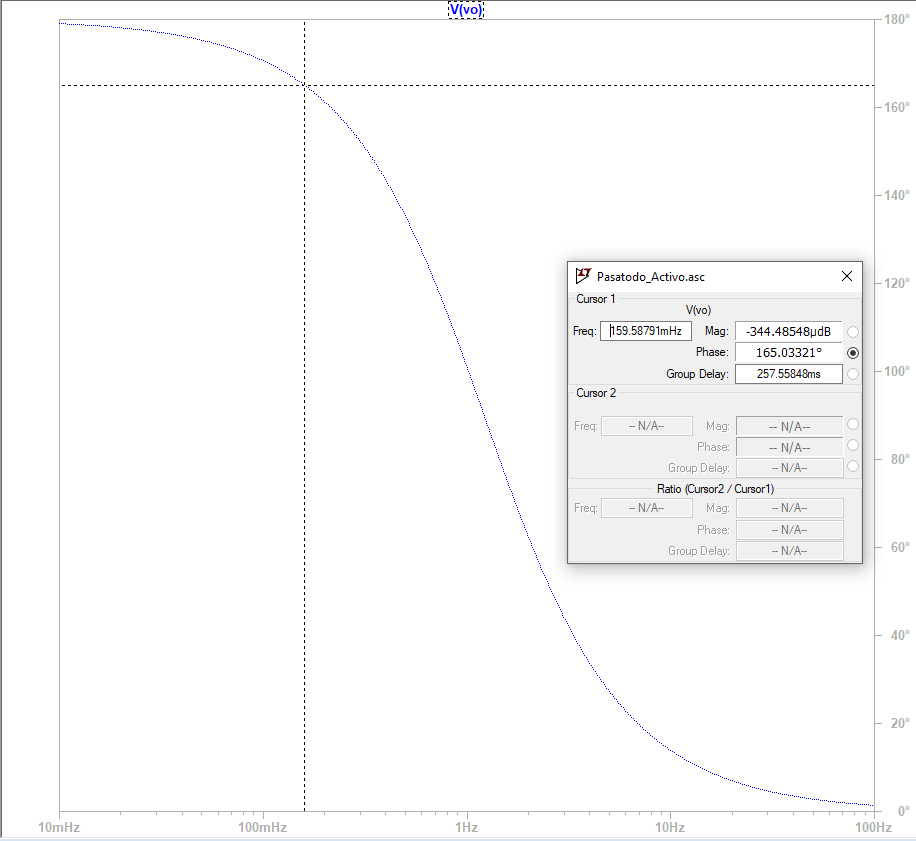 V(vo)
180°
160°
140°
120°
100°
80°
60°
40°
20°
0°
10mHz 100mHz 1Hz 10Hz 100Hz
Pasatodo_Activo.asc
Cursor 1
V(vo)
Freq: 159.58791mHz Mag: -344.48548µdB
Phase: 165.03321°
Group Delay: 257.55848ms
Cursor 2
Freq: -- N/A-- Mag: -- N/A--
Phase: -- N/A--
Group Delay: -- N/A--
Ratio (Cursor2 / Cursor1)
Freq: -- N/A-- Mag: -- N/A--
Phase: -- N/A--
Group Delay: -- N/A--